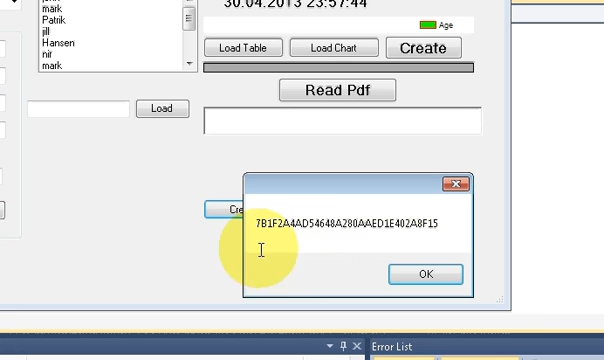 mark
Patrik
jill
Hansen
nir
mark
30.04.2013 23:57:44
Age
Load Table
Load Chart
Create
Read Pdf
Load
Cre
7B1F2A4AD54648A280AAED1E402A8F15
OK
Error List